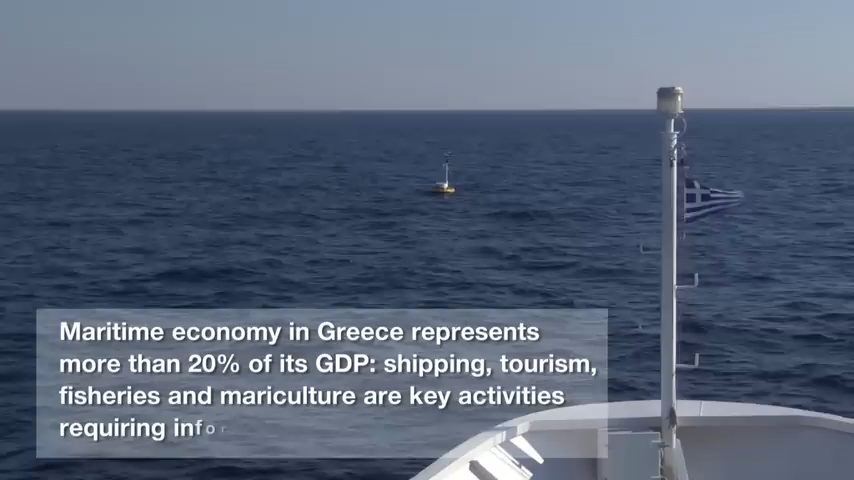 Maritime economy in Greece represents
more than 20% of its GDP: shipping, tourism,
fisheries and mariculture are key activities
requiring infor